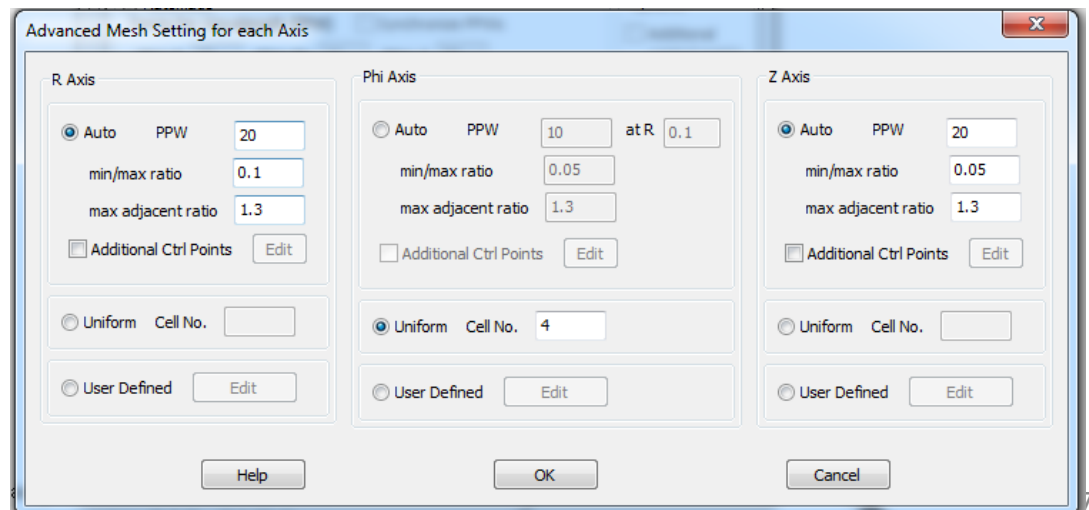 Advanced Mesh Setting for each Axis
R Axis
Auto PPW 20
min/max ratio 0.1
max adjacent ratio 1.3
Additional Ctrl Points Edit
Uniform Cell No.
User Defined Edit
Phi Axis
Auto PPW 10 at R 0.1
min/max ratio 0.05
max adjacent ratio 1.3
Additional Ctrl Points Edit
Uniform Cell No. 4
User Defined Edit
Z Axis
Auto PPW 20
min/max ratio 0.05
max adjacent ratio 1.3
Additional Ctrl Points Edit
Uniform Cell No.
User Defined Edit
Help OK Cancel